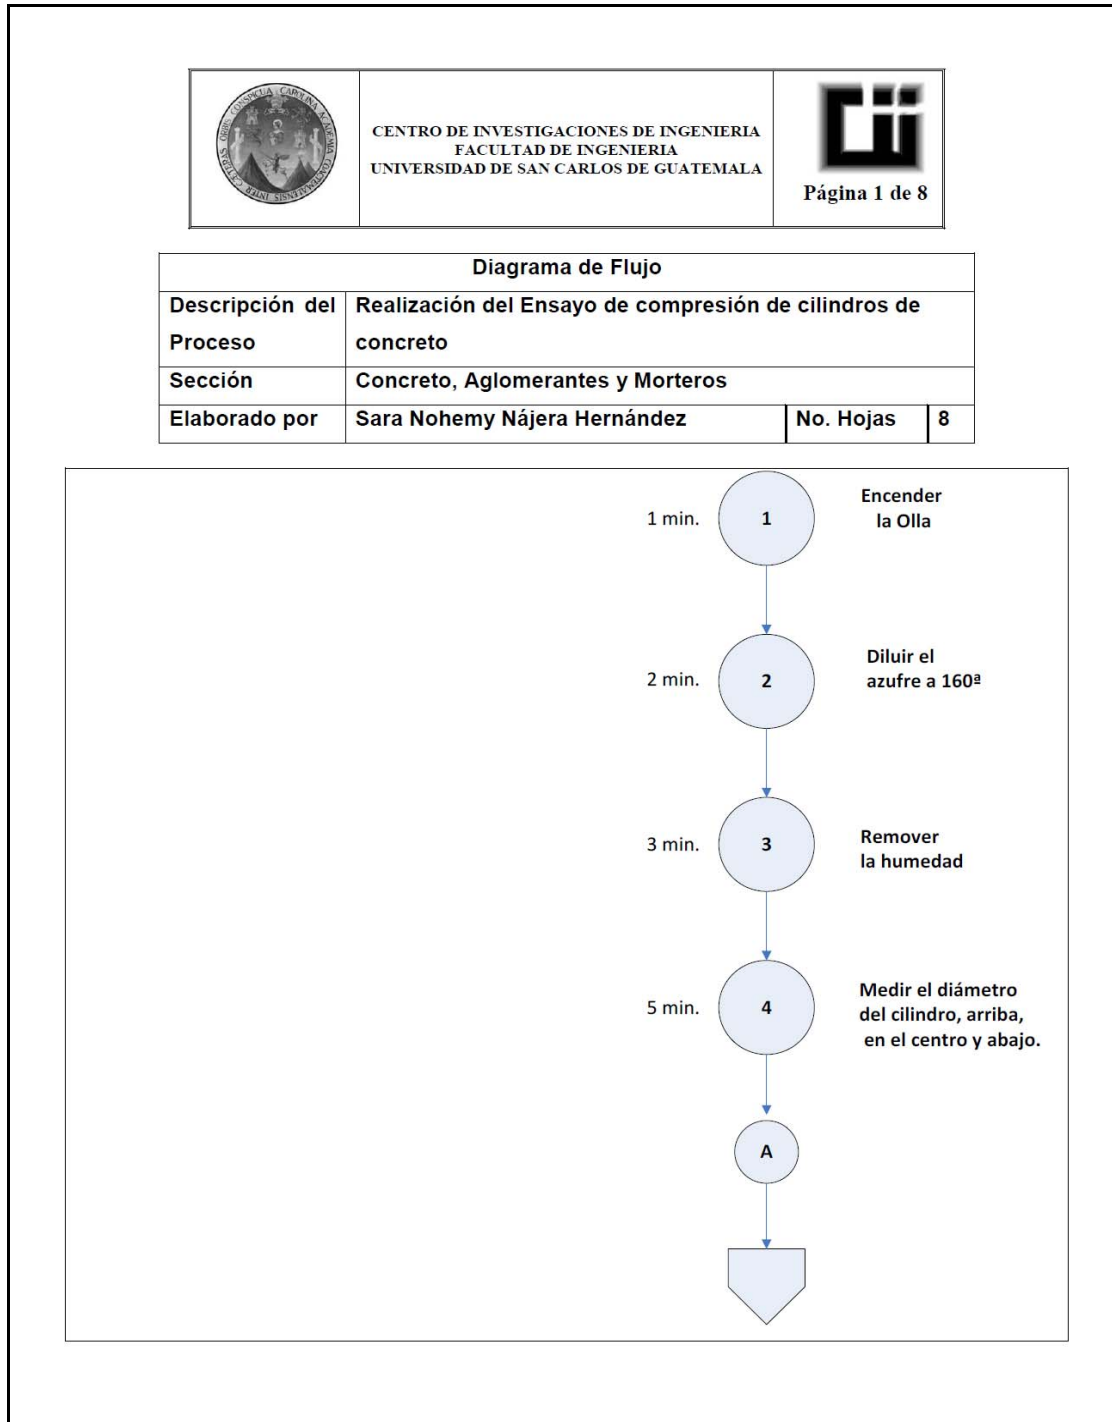 CENTRO DE INVESTIGACIONES DE INGENIERIA
FACULTAD DE INGENIERIA
UNIVERSIDAD DE SAN CARLOS DE GUATEMALA
cii
Página 1 de 8
Diagrama de Flujo
Descripción del Proceso
Realización del Ensayo de compresión de cilindros de
concreto
Sección
Concreto, Aglomerantes y Morteros
Elaborado por
Sara Nohemy Nájera Hernández
No. Hojas
8
1 min.
1
Encender
la Olla
2 min.
2
Diluir el
azufre a 160ª
3 min.
3
Remover
la humedad
5 min.
4
Medir el diámetro
del cilindro, arriba,
en el centro y abajo.
A